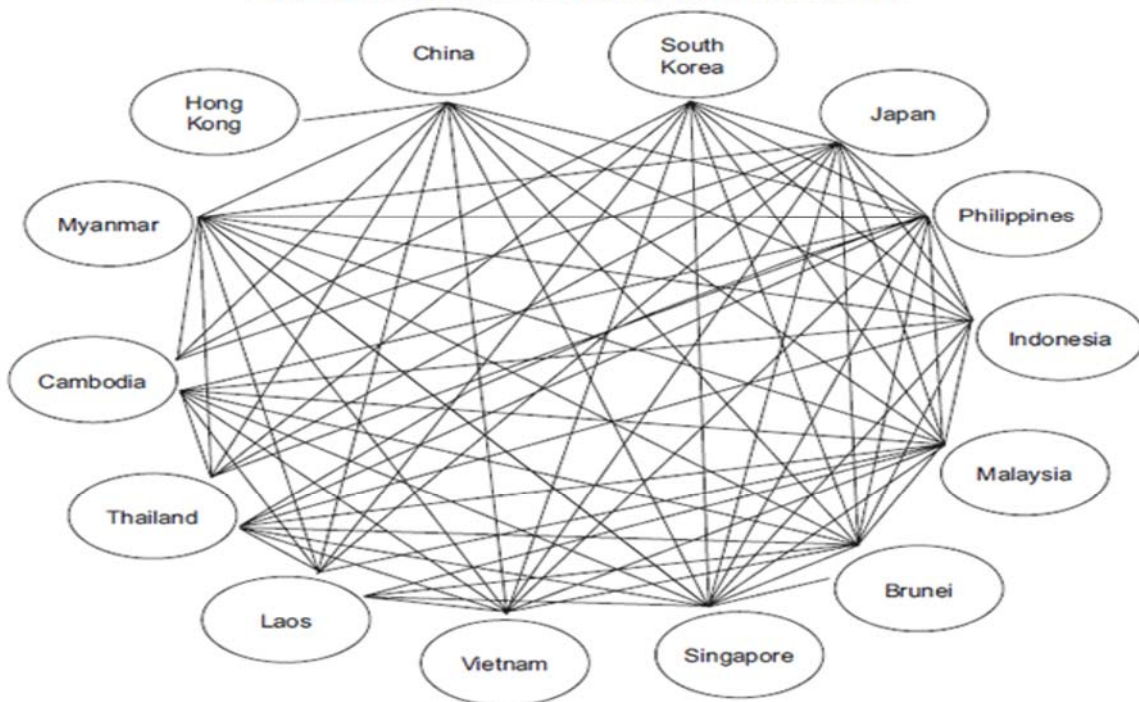 China
South
Korea
Hong
Kong
Japan
Myanmar
Philippines
Cambodia
Indonesia
Thailand
Malaysia
Laos
Brunei
Vietnam
Singapore